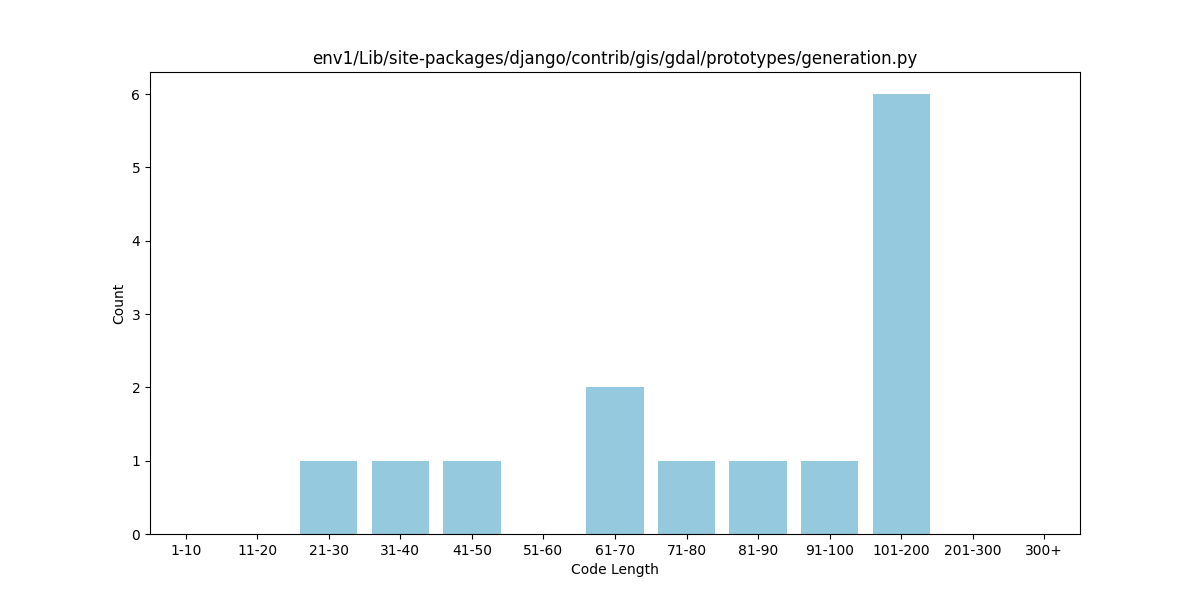 env1/Lib/site-packages/django/contrib/gis/gdal/prototypes/generation.py
6
5
4
3
2
1
0
Count
1-10 11-20 21-30 31-40 41-50 51-60 61-70 71-80 81-90 91-100 101-200 201-300 300+
Code Length